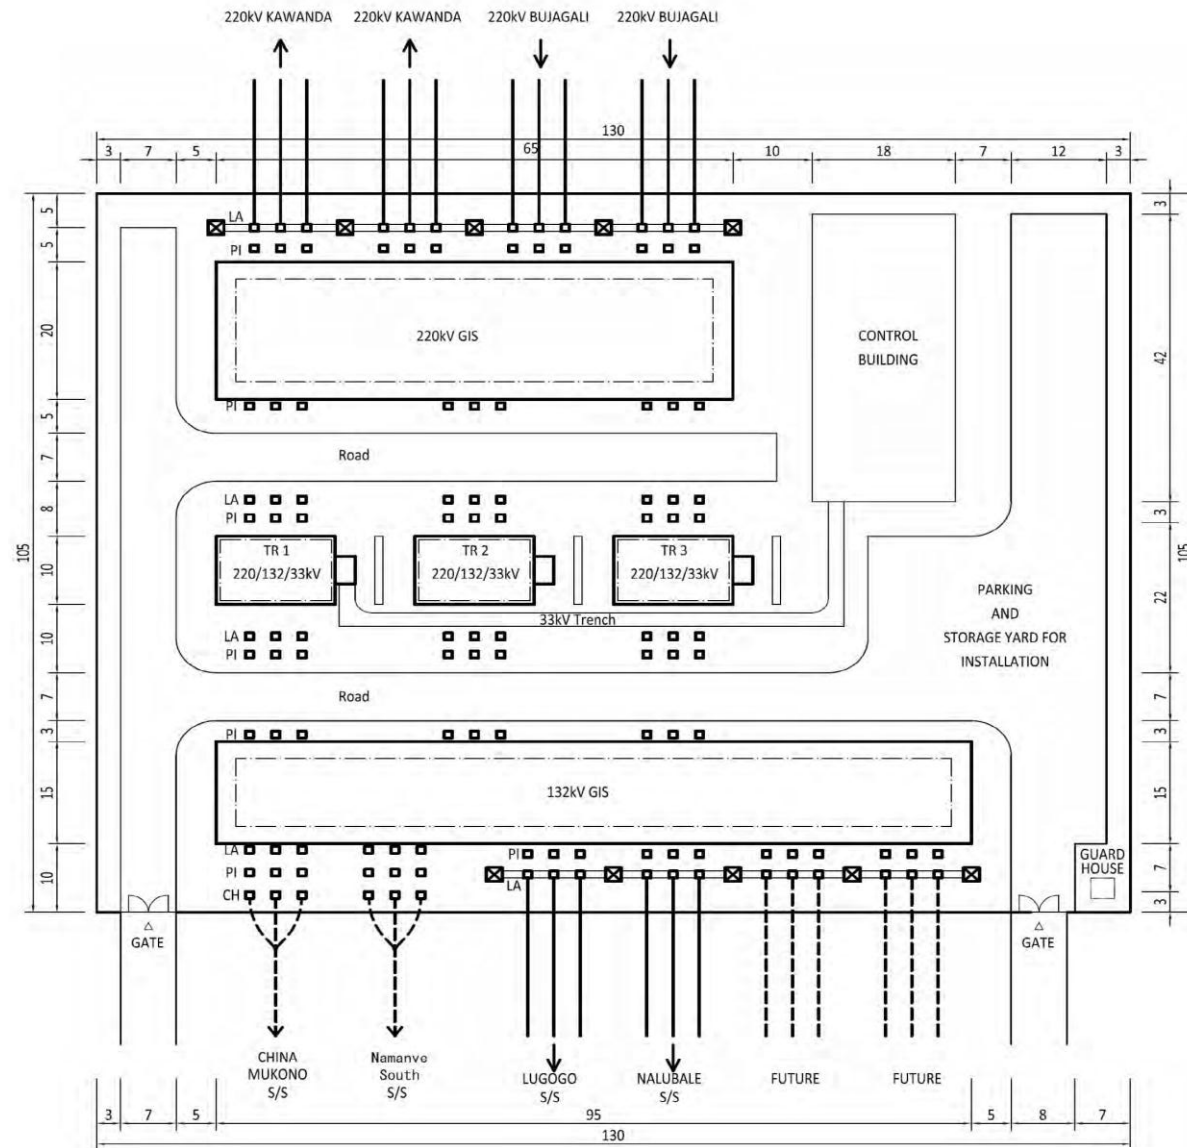 220kV KAWANDA 220kV KAWANDA 220kV BUJAGALI 220kV BUJAGALI
130
3 7 5 65 10 18 7 12 3
LA
PI
5
5
20
5
7
8
10
10
7
3
15
10
105
3
42
3
22
7
3
15
7
3
105
220kV GIS
CONTROL
BUILDING
PI
Road
LA
PI
TR 1
220/132/33kV
TR 2
220/132/33kV
TR 3
220/132/33kV
33kV Trench
PARKING
AND
STORAGE YARD FOR
INSTALLATION
LA
PI
Road
PI
132kV GIS
LA
PI
CH
PI
LA
GUARD
HOUSE
GATE
GATE
CHINA
MUKONO
S/S
Namanve
South
S/S
LUGOGO
S/S
NALUBALE
S/S
FUTURE
FUTURE
3 7 5 95 5 8 7
130